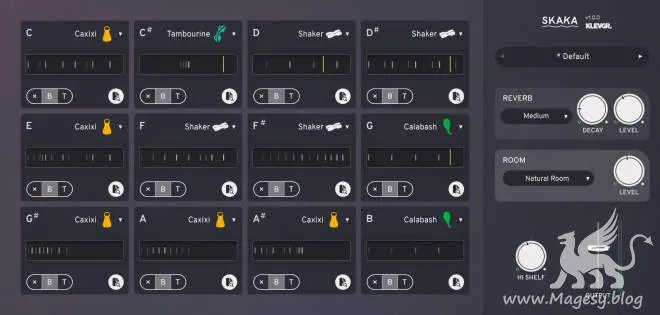 C Caxixi
× B T
C# Tambourine
× B T
D Shaker
× B T
D# Shaker
× B T
E Caxixi
× B T
F Shaker
× B T
F# Shaker
× B T
G Calabash
× B T
G# Caxixi
× B T
A Caxixi
× B T
A# Caxixi
× B T
B Calabash
× B T
SKAKA v1.0.0
KLEVGR.
* Default
REVERB
Medium
DECAY LEVEL
ROOM
Natural Room
LEVEL
HI SHELF
OUTPUT
www.Magesy.blog